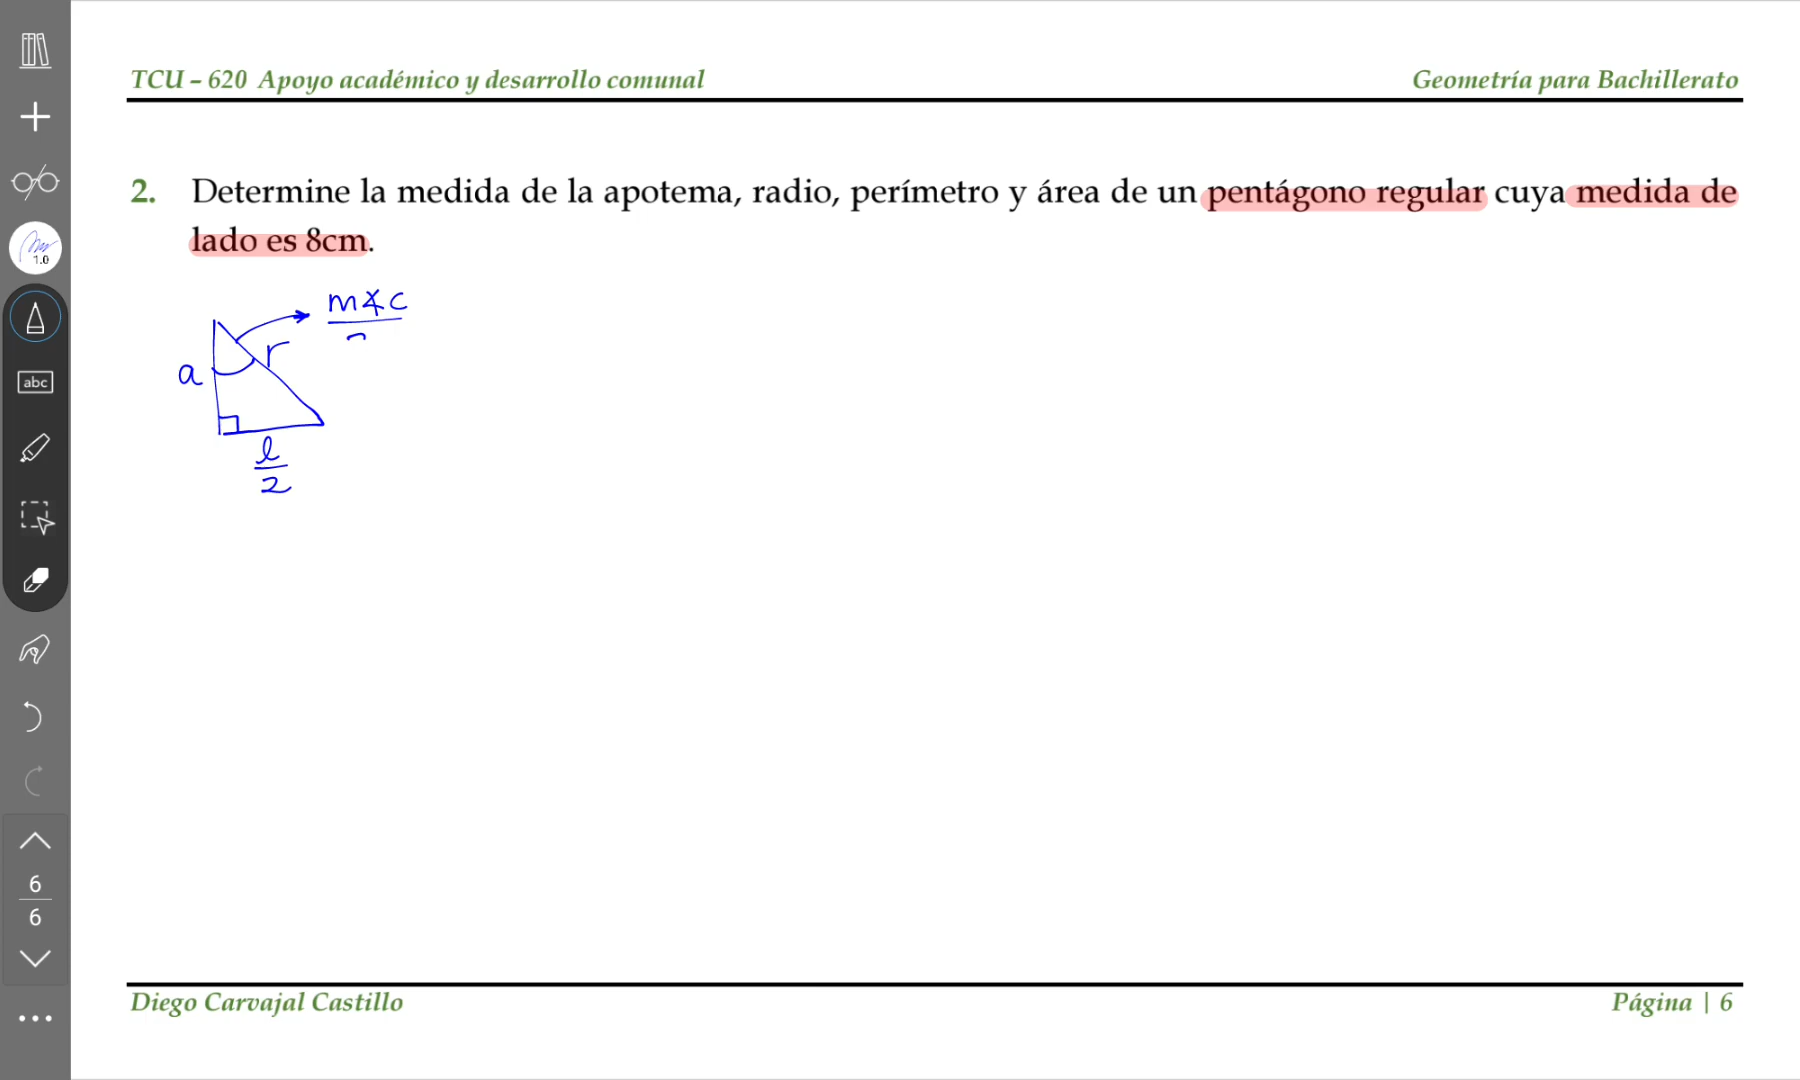 TCU – 620 Apoyo académico y desarrollo comunal
Geometría para Bachillerato
2. Determine la medida de la apotema, radio, perímetro y área de un pentágono regular cuya medida de
lado es 8cm.
m∡c
r
a
l
2
1.0
abc
6
6
Diego Carvajal Castillo
Página | 6